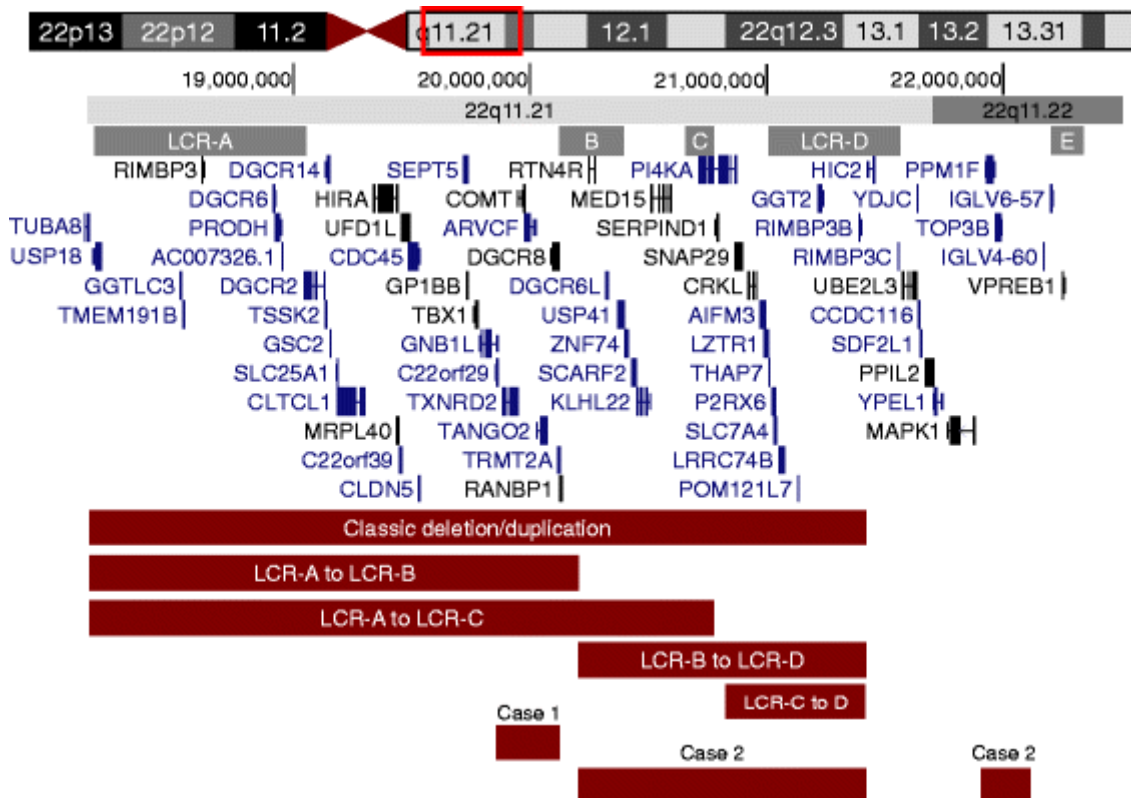 22p13 22p12 11.2 q11.21 12.1 22q12.3 13.1 13.2 13.31
19,000,000 20,000,000 21,000,000 22,000,000
22q11.21 22q11.22
LCR-A B C LCR-D E
RIMBP3 DGCR14 SEPT5 RTN4R PI4KA HIC2 PPM1F
DGCR6 HIRA COMT MED15 GGT2 YDJC IGLV6-57
TUBA8 PRODH UFD1L ARVCF SERPIND1 RIMBP3B TOP3B
USP18 AC007326.1 CDC45 DGCR8 SNAP29 RIMBP3C IGLV4-60
GGTLC3 DGCR2 GP1BB DGCR6L CRKL UBE2L3 VPREB1
TMEM191B TSSK2 TBX1 USP41 AIFM3 CCDC116
GSC2 GNB1L ZNF74 LZTR1 SDF2L1
SLC25A1 C22orf29 SCARF2 THAP7 PPIL2
CLTCL1 TXNRD2 KLHL22 P2RX6 YPEL1
MRPL40 TANGO2 SLC7A4 MAPK1
C22orf39 TRMT2A LRRC74B
CLDN5 RANBP1 POM121L7
Classic deletion/duplication
LCR-A to LCR-B
LCR-A to LCR-C
LCR-B to LCR-D
LCR-C to D
Case 1
Case 2 Case 2